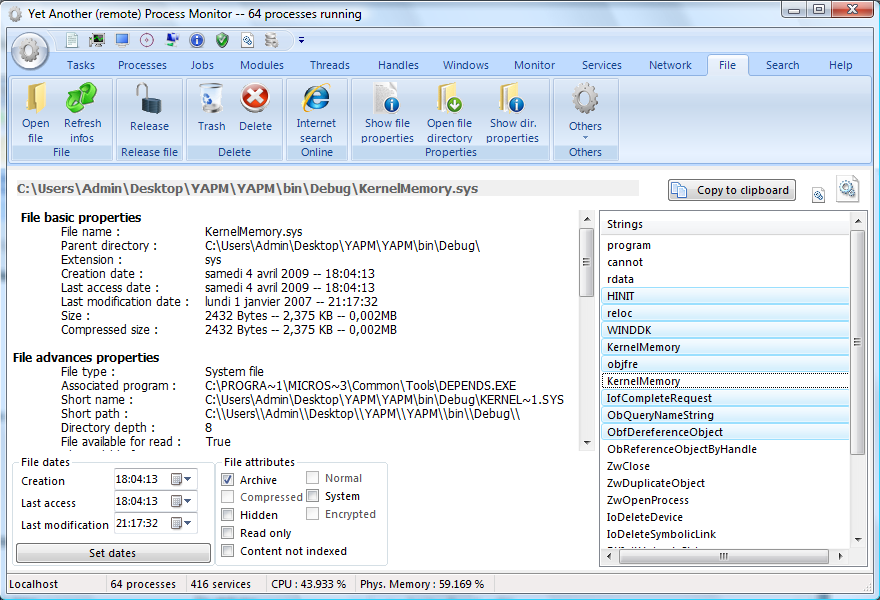 Yet Another (remote) Process Monitor -- 64 processes running
Tasks Processes Jobs Modules Threads Handles Windows Monitor Services Network File Search Help
Open file
Refresh infos
File
Release
Release file
Trash
Delete
Delete
Internet search
Online
Show file properties
Open file directory
Show dir. properties
Properties
Others
Others
C:\Users\Admin\Desktop\YAPM\YAPM\bin\Debug\KernelMemory.sys
Copy to clipboard
File basic properties
File name : KernelMemory.sys
Parent directory : C:\Users\Admin\Desktop\YAPM\YAPM\bin\Debug\
Extension : sys
Creation date : samedi 4 avril 2009 -- 18:04:13
Last access date : samedi 4 avril 2009 -- 18:04:13
Last modification date : lundi 1 janvier 2007 -- 21:17:32
Size : 2432 Bytes -- 2,375 KB -- 0,002MB
Compressed size : 2432 Bytes -- 2,375 KB -- 0,002MB
File advances properties
File type : System file
Associated program : C:\PROGRA~1\MICROS~3\Common\Tools\DEPENDS.EXE
Short name : C:\Users\Admin\Desktop\YAPM\YAPM\bin\Debug\KERNEL~1.SYS
Short path : C:\\Users\\Admin\\Desktop\\YAPM\\YAPM\\bin\\Debug\\
Directory depth : 8
File available for read : True
Strings
program
cannot
rdata
HINIT
reloc
WINDDK
KernelMemory
objfre
KernelMemory
IofCompleteRequest
ObQueryNameString
ObfDereferenceObject
ObReferenceObjectByHandle
ZwClose
ZwDuplicateObject
ZwOpenProcess
IoDeleteDevice
IoDeleteSymbolicLink
File dates
Creation 18:04:13
Last access 18:04:13
Last modification 21:17:32
Set dates
File attributes
Archive Normal
Compressed System
Hidden Encrypted
Read only
Content not indexed
Localhost 64 processes 416 services CPU : 43.933 % Phys. Memory : 59.169 %